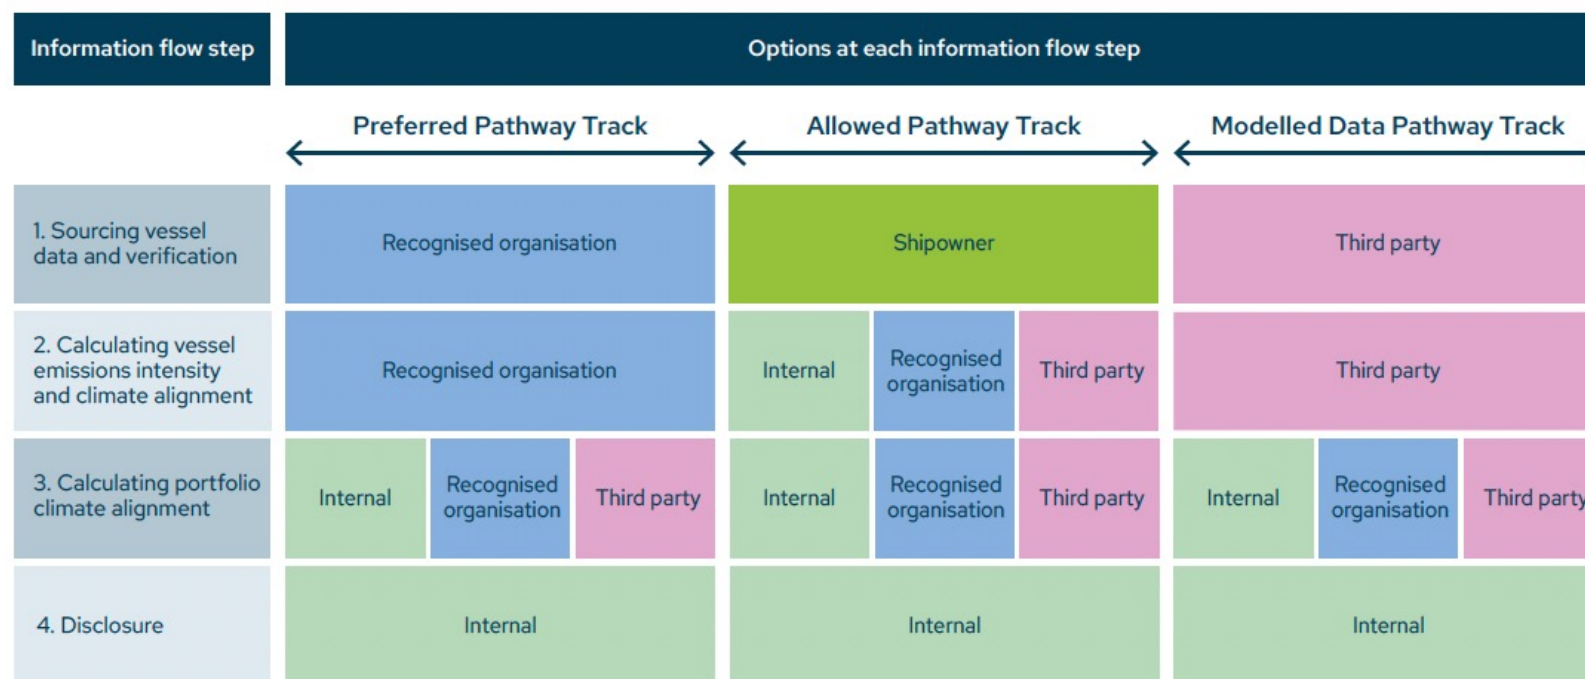 Information flow step
Options at each information flow step
Preferred Pathway Track
Allowed Pathway Track
Modelled Data Pathway Track
1. Sourcing vessel
data and verification
Recognised organisation
Shipowner
Third party
2. Calculating vessel
emissions intensity
and climate alignment
Recognised organisation
Internal
Recognised
organisation
Third party
Third party
3. Calculating portfolio
climate alignment
Internal
Recognised
organisation
Third party
Internal
Recognised
organisation
Third party
Internal
Recognised
organisation
Third party
4. Disclosure
Internal
Internal
Internal